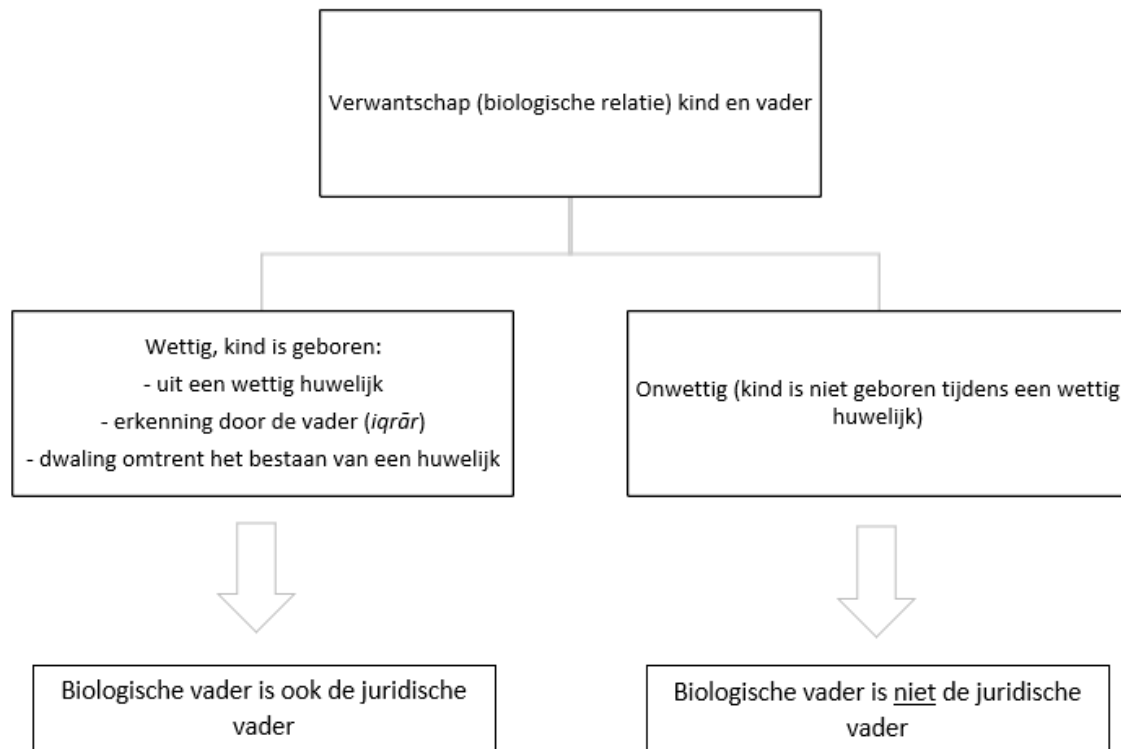 Verwantschap (biologische relatie) kind en vader
Wettig, kind is geboren:
- uit een wettig huwelijk
- erkenning door de vader (iqrār)
- dwaling omtrent het bestaan van een huwelijk
Onwettig (kind is niet geboren tijdens een wettig
huwelijk)
Biologische vader is ook de juridische
vader
Biologische vader is niet de juridische
vader